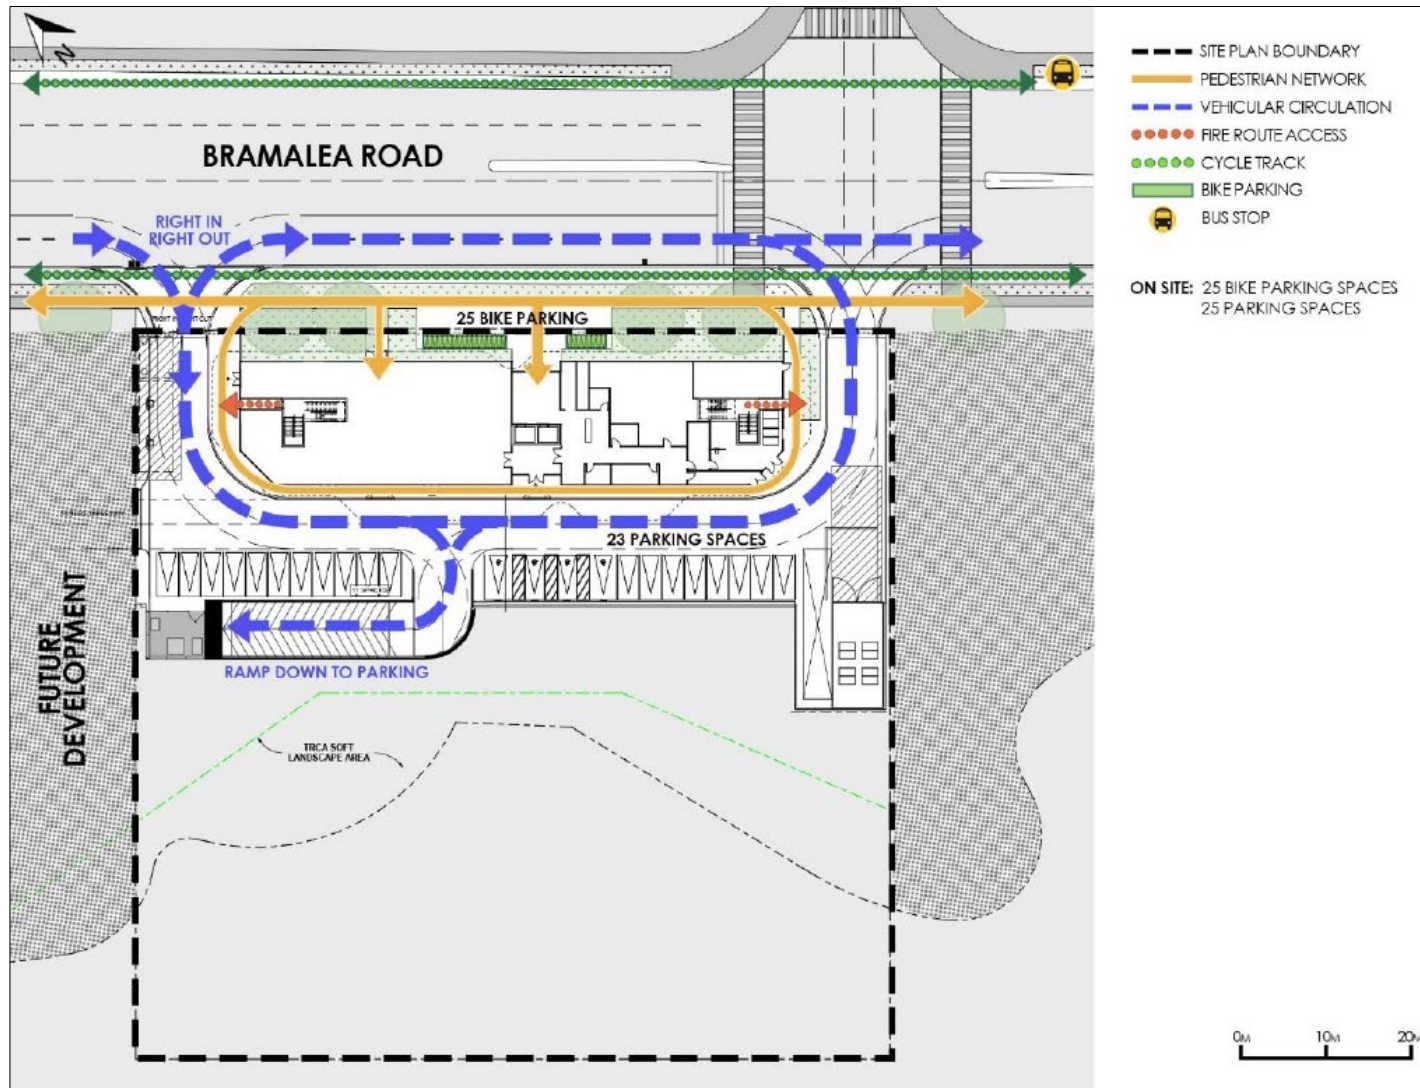 N
BRAMALEA ROAD
RIGHT IN
RIGHT OUT
25 BIKE PARKING
23 PARKING SPACES
11 SPACES
RAMP DOWN TO PARKING
FUTURE
DEVELOPMENT
TRCA SOFT
LANDSCAPE AREA
SITE PLAN BOUNDARY
PEDESTRIAN NETWORK
VEHICULAR CIRCULATION
FIRE ROUTE ACCESS
CYCLE TRACK
BIKE PARKING
BUS STOP
ON SITE: 25 BIKE PARKING SPACES
25 PARKING SPACES
0M 10M 20M